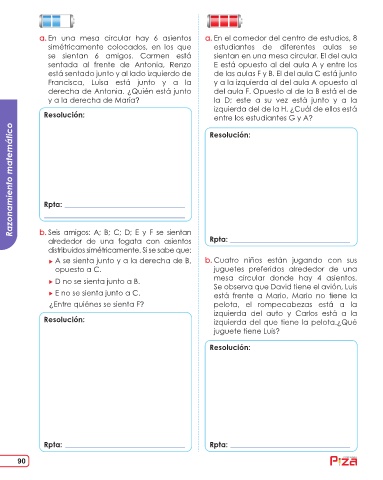 a. En una mesa circular hay 6 asientos
simétricamente colocados, en los que
se sientan 6 amigos. Carmen está
sentada al frente de Antonia, Renzo
está sentado junto y al lado izquierdo de
Francisca, Luisa está junto y a la
derecha de Antonia. ¿Quién está junto
y a la derecha de María?
Resolución:
Rpta:
b. Seis amigos: A; B; C; D; E y F se sientan
alrededor de una fogata con asientos
distribuidos simétricamente. Si se sabe que:
► A se sienta junto y a la derecha de B,
opuesto a C.
► D no se sienta junto a B.
► E no se sienta junto a C.
¿Entre quiénes se sienta F?
Resolución:
Rpta:
a. En el comedor del centro de estudios, 8
estudiantes de diferentes aulas se
sientan en una mesa circular. El del aula
E está opuesto al del aula A y entre los
de las aulas F y B. El del aula C está junto
y a la izquierda al del aula A opuesto al
del aula F. Opuesto al de la B está el de
la D; este a su vez está junto y a la
izquierda del de la H. ¿Cuál de ellos está
entre los estudiantes G y A?
Resolución:
Rpta:
b. Cuatro niños están jugando con sus
juguetes preferidos alrededor de una
mesa circular donde hay 4 asientos.
Se observa que David tiene el avión, Luis
está frente a Mario, Mario no tiene la
pelota, el rompecabezas está a la
izquierda del auto y Carlos está a la
izquierda del que tiene la pelota.¿Qué
juguete tiene Luis?
Resolución:
Rpta:
Razonamiento matemático
90